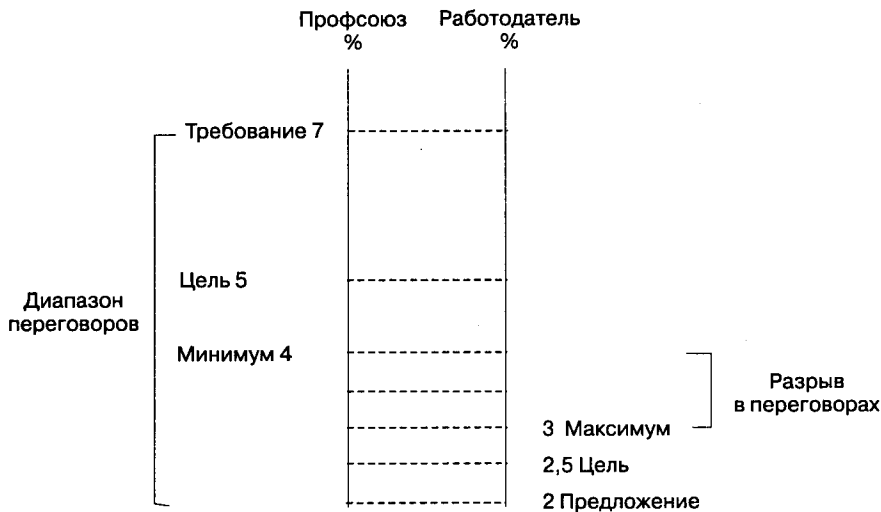 Профсоюз Работодатель
% %
Требование 7
Цель 5
Диапазон
переговоров
Минимум 4
Разрыв
в переговорах
3 Максимум
2,5 Цель
2 Предложение